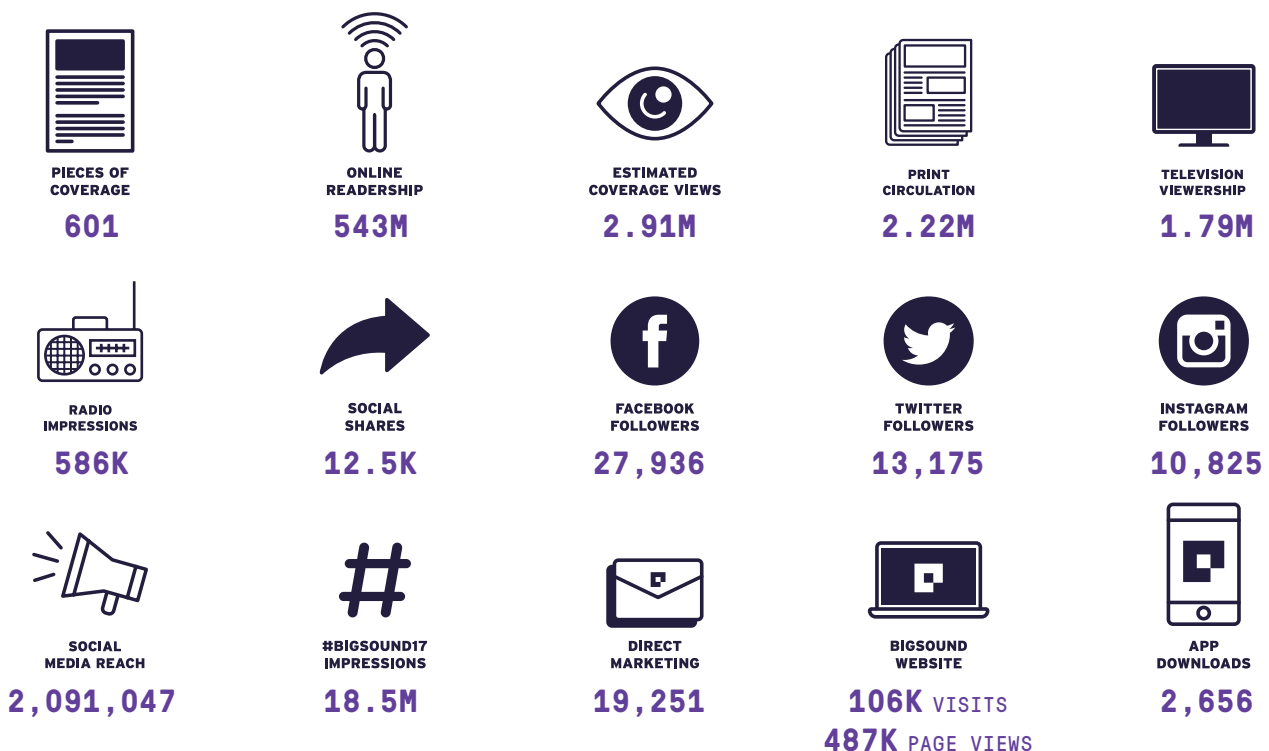 PIECES OF
COVERAGE
601
ONLINE
READERSHIP
543M
ESTIMATED
COVERAGE VIEWS
2.91M
PRINT
CIRCULATION
2.22M
TELEVISION
VIEWERSHIP
1.79M
RADIO
IMPRESSIONS
586K
SOCIAL
SHARES
12.5K
FACEBOOK
FOLLOWERS
27,936
TWITTER
FOLLOWERS
13,175
INSTAGRAM
FOLLOWERS
10,825
SOCIAL
MEDIA REACH
2,091,047
#BIGSOUND17
IMPRESSIONS
18.5M
DIRECT
MARKETING
19,251
BIGSOUND
WEBSITE
106K VISITS
487K PAGE VIEWS
APP
DOWNLOADS
2,656